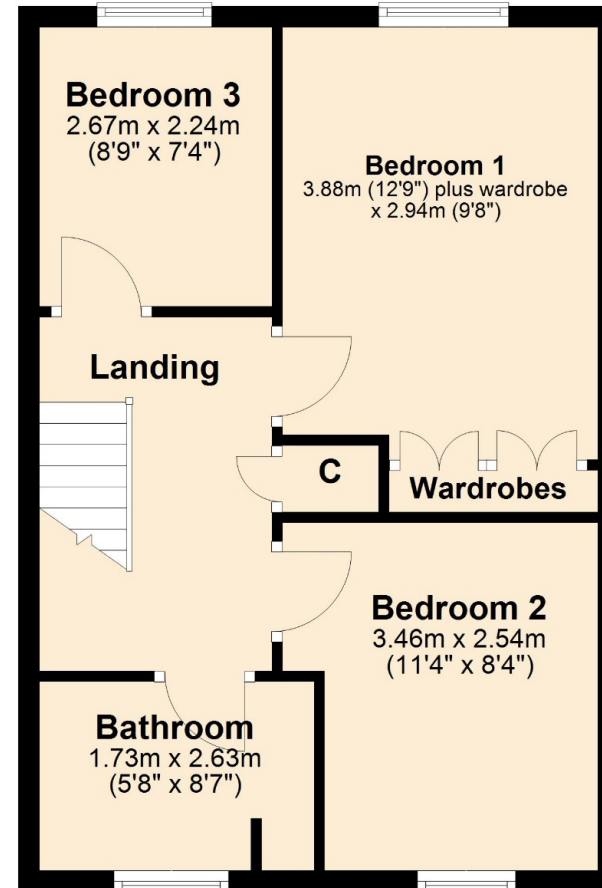 Bedroom 3
2.67m x 2.24m
(8'9" x 7'4")
Bedroom 1
3.88m (12'9") plus wardrobe
x 2.94m (9'8")
Landing
C
Wardrobes
Bedroom 2
3.46m x 2.54m
(11'4" x 8'4")
Bathroom
1.73m x 2.63m
(5'8" x 8'7")